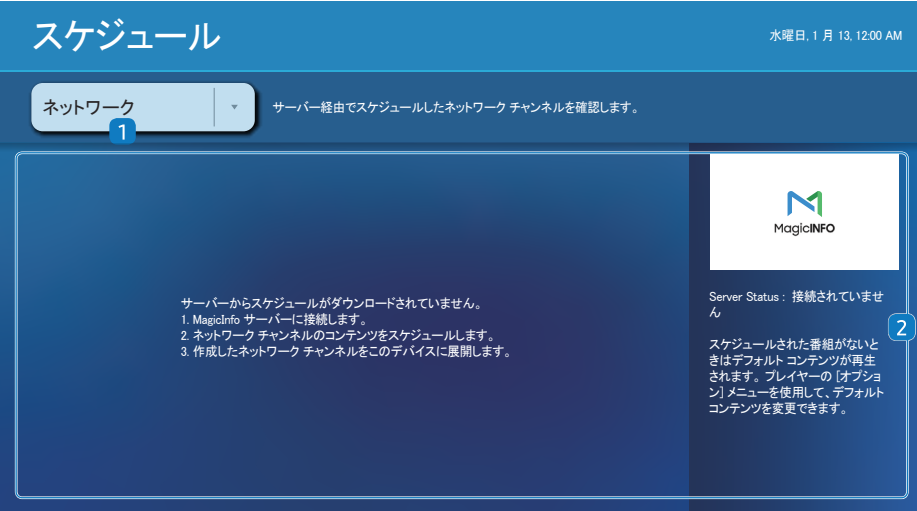 スケジュール
水曜日, 1 月 13, 12:00 AM
ネットワーク
サーバー経由でスケジュールしたネットワーク チャンネルを確認します。
1
MagicINFO
サーバーからスケジュールがダウンロードされていません。
1. MagicInfo サーバーに接続します。
2. ネットワーク チャンネルのコンテンツをスケジュールします。
3. 作成したネットワーク チャンネルをこのデバイスに展開します。
Server Status : 接続されていませ
ん
2
スケジュールされた番組がないと
きはデフォルト コンテンツが再生
されます。プレイヤーの [オプショ
ン] メニューを使用して、デフォルト
コンテンツを変更できます。